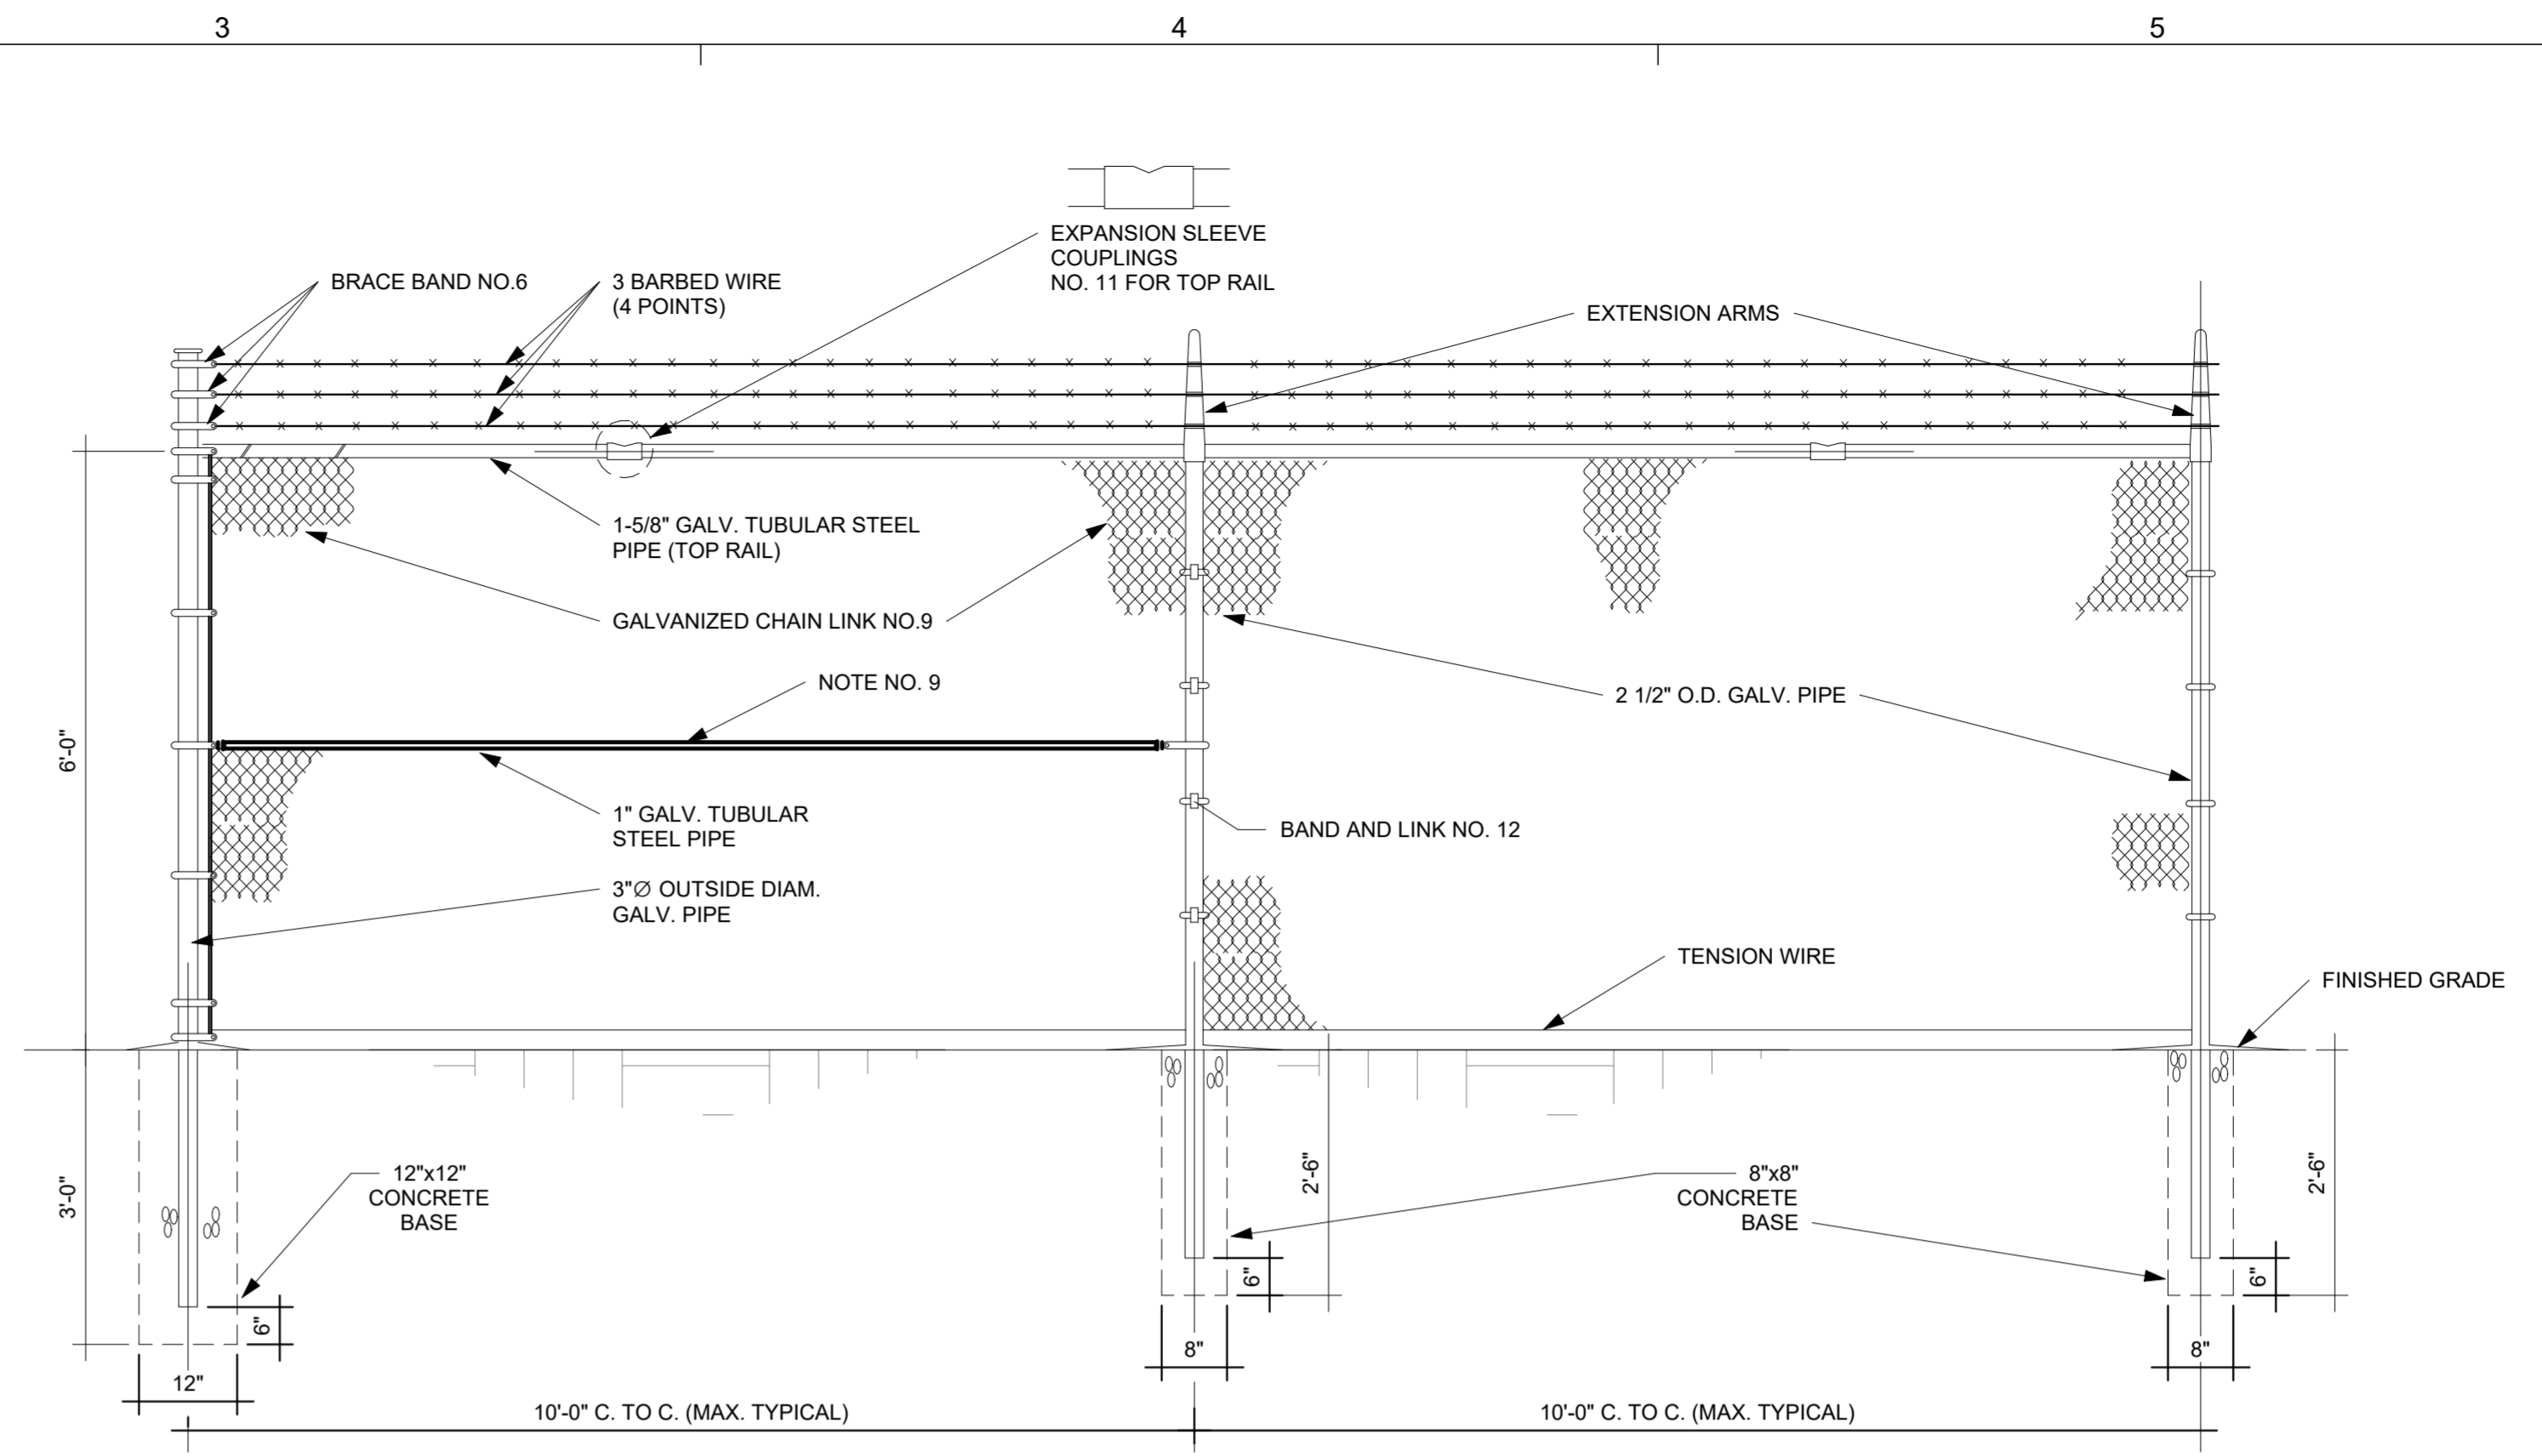 3
4
5
EXPANSION SLEEVE
COUPLINGS
NO. 11 FOR TOP RAIL
BRACE BAND NO.6
3 BARBED WIRE
(4 POINTS)
EXTENSION ARMS
1-5/8" GALV. TUBULAR STEEL
PIPE (TOP RAIL)
GALVANIZED CHAIN LINK NO.9
NOTE NO. 9
2 1/2" O.D. GALV. PIPE
6'-0"
1" GALV. TUBULAR
STEEL PIPE
BAND AND LINK NO. 12
3"Ø OUTSIDE DIAM.
GALV. PIPE
TENSION WIRE
FINISHED GRADE
3'-0"
12"x12"
CONCRETE
BASE
2'-6"
8"x8"
CONCRETE
BASE
2'-6"
6"
6"
6"
12"
8"
8"
10'-0" C. TO C. (MAX. TYPICAL)
10'-0" C. TO C. (MAX. TYPICAL)